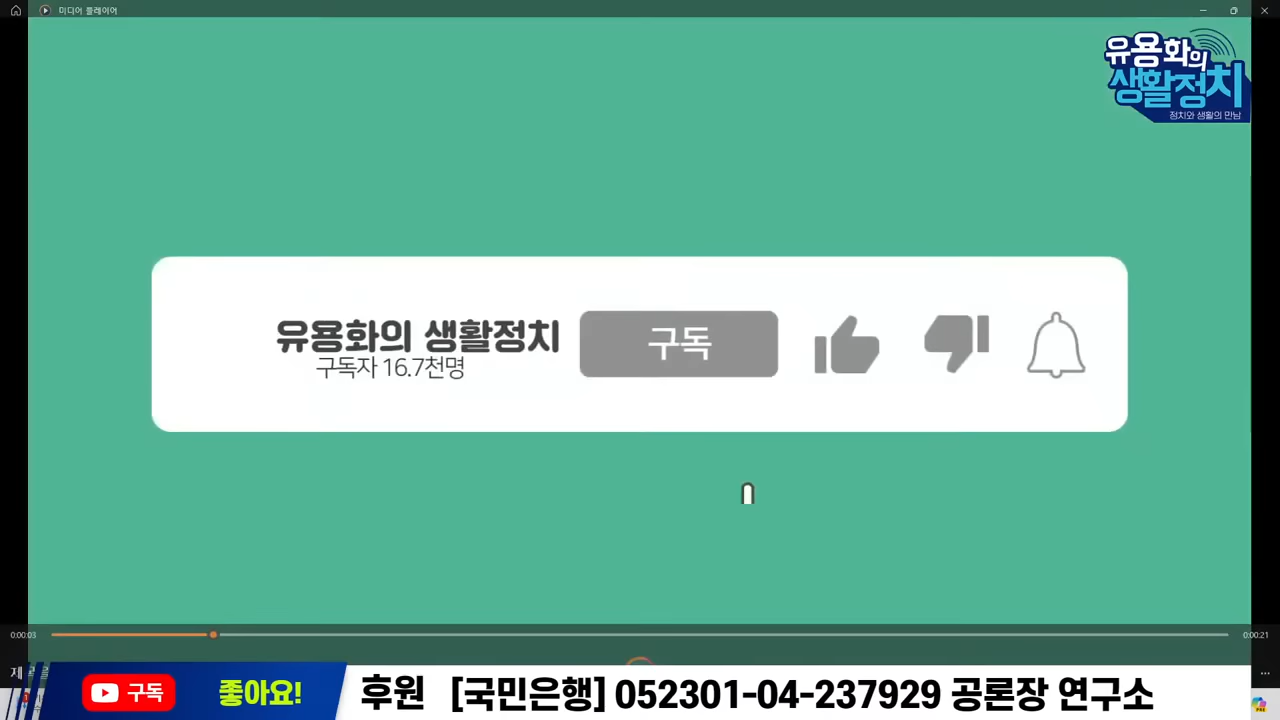 미디어 플레이어
유용화의
생활정치
정치와 생활의 만남
유용화의 생활정치
구독자 16.7천명
구독
0:00:03
0:00:21
구독
좋아요!
후원 [국민은행] 052301-04-237929 공론장 연구소